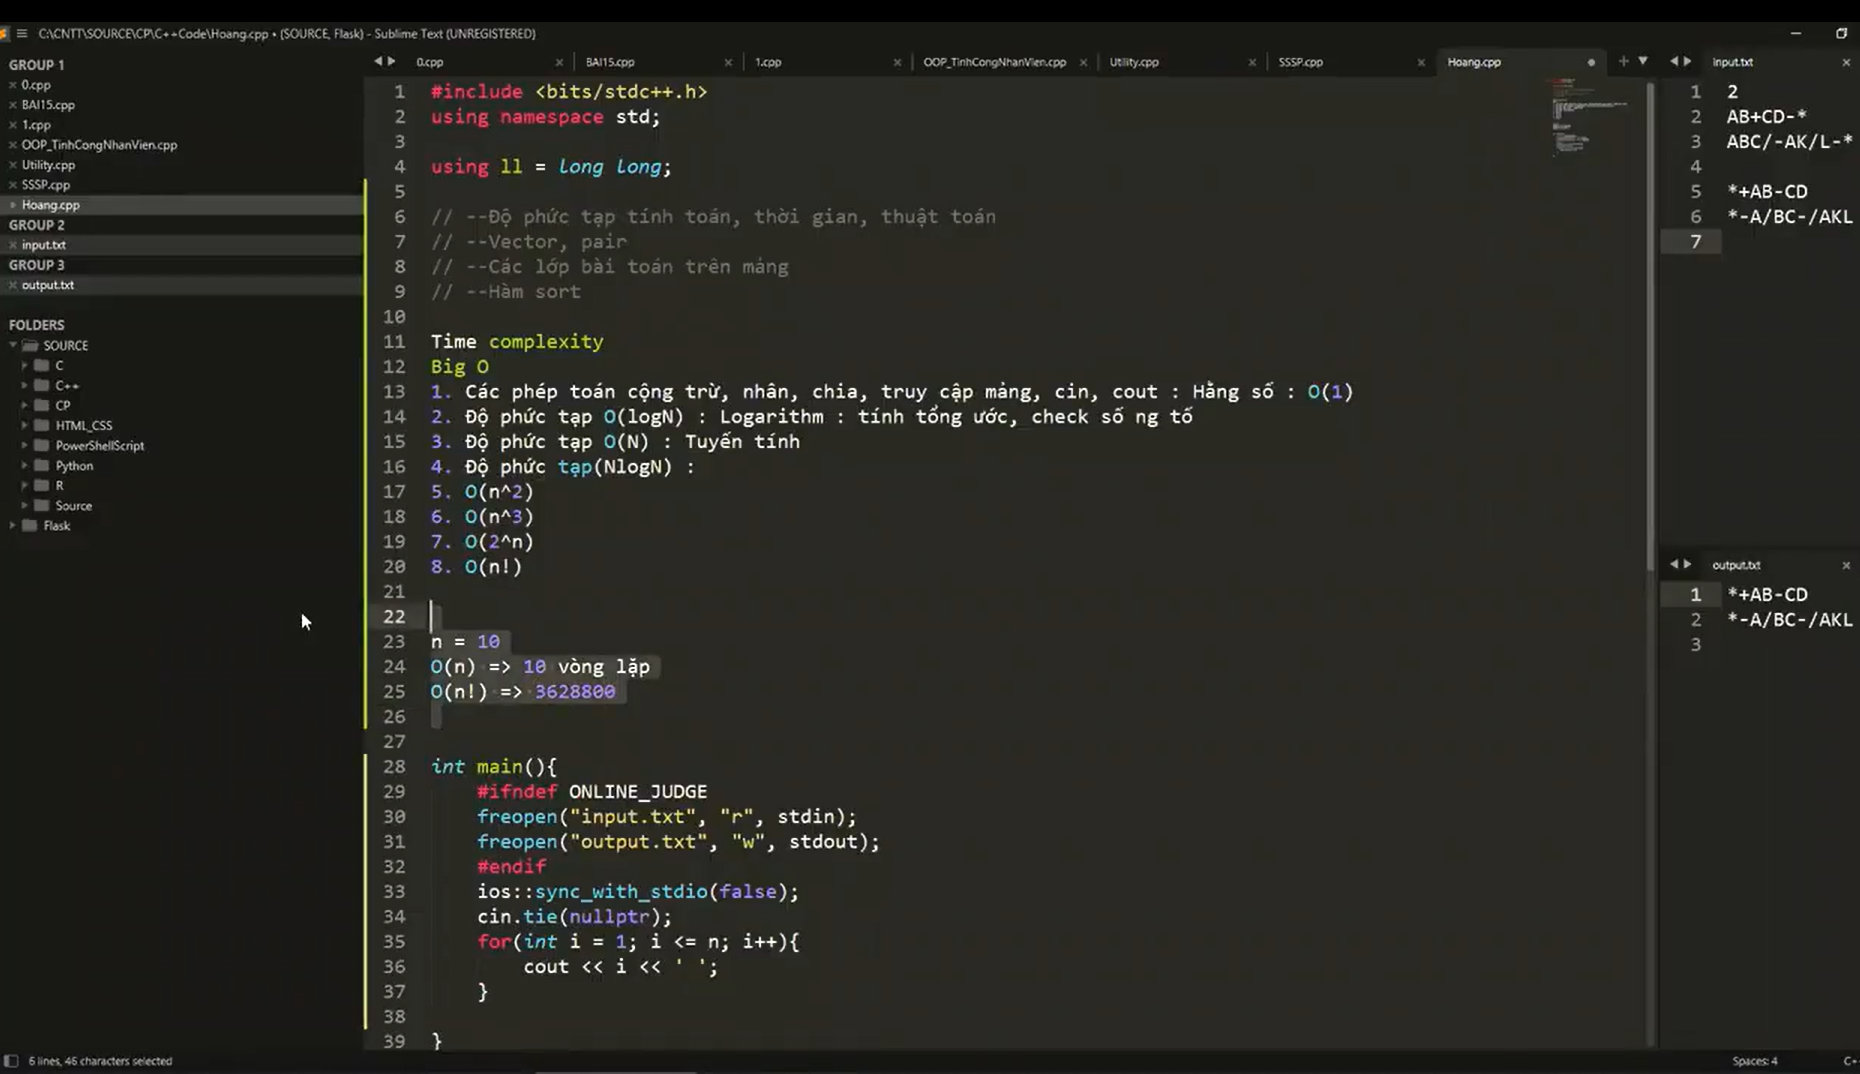 C:\CNTT\SOURCE\CP\C++Code\Hoang.cpp • (SOURCE, Flask) - Sublime Text (UNREGISTERED)
GROUP 1
0.cpp
BAI15.cpp
1.cpp
OOP_TinhCongNhanVien.cpp
Utility.cpp
SSSP.cpp
Hoang.cpp
GROUP 2
input.txt
GROUP 3
output.txt
FOLDERS
SOURCE
C
C++
CP
HTML_CSS
PowerShellScript
Python
R
Source
Flask
0.cpp BAI15.cpp 1.cpp OOP_TinhCongNhanVien.cpp Utility.cpp SSSP.cpp Hoang.cpp
1 #include <bits/stdc++.h>
2 using namespace std;
3
4 using ll = long long;
5
6 // --Độ phức tạp tính toán, thời gian, thuật toán
7 // --Vector, pair
8 // --Các lớp bài toán trên mảng
9 // --Hàm sort
10
11 Time complexity
12 Big O
13 1. Các phép toán cộng trừ, nhân, chia, truy cập mảng, cin, cout : Hằng số : O(1)
14 2. Độ phức tạp O(logN) : Logarithm : tính tổng ước, check số ng tố
15 3. Độ phức tạp O(N) : Tuyến tính
16 4. Độ phức tạp(NlogN) :
17 5. O(n^2)
18 6. O(n^3)
19 7. O(2^n)
20 8. O(n!)
21
22
23 n = 10
24 O(n) => 10 vòng lặp
25 O(n!) => 3628800
26
27
28 int main(){
29 #ifndef ONLINE_JUDGE
30 freopen("input.txt", "r", stdin);
31 freopen("output.txt", "w", stdout);
32 #endif
33 ios::sync_with_stdio(false);
34 cin.tie(nullptr);
35 for(int i = 1; i <= n; i++){
36 cout << i << ' ';
37 }
38
39 }
input.txt
1 2
2 AB+CD-*
3 ABC/-AK/L-*
4
5 *+AB-CD
6 *-A/BC-/AKL
7
output.txt
1 *+AB-CD
2 *-A/BC-/AKL
3
6 lines, 46 characters selected
Spaces: 4